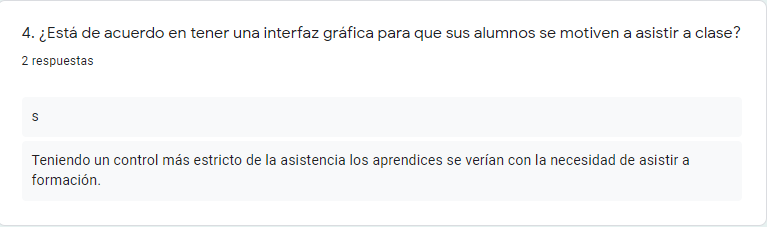 4. ¿Está de acuerdo en tener una interfaz gráfica para que sus alumnos se motiven a asistir a clase?
2 respuestas
s
Teniendo un control más estricto de la asistencia los aprendices se verían con la necesidad de asistir a
formación.